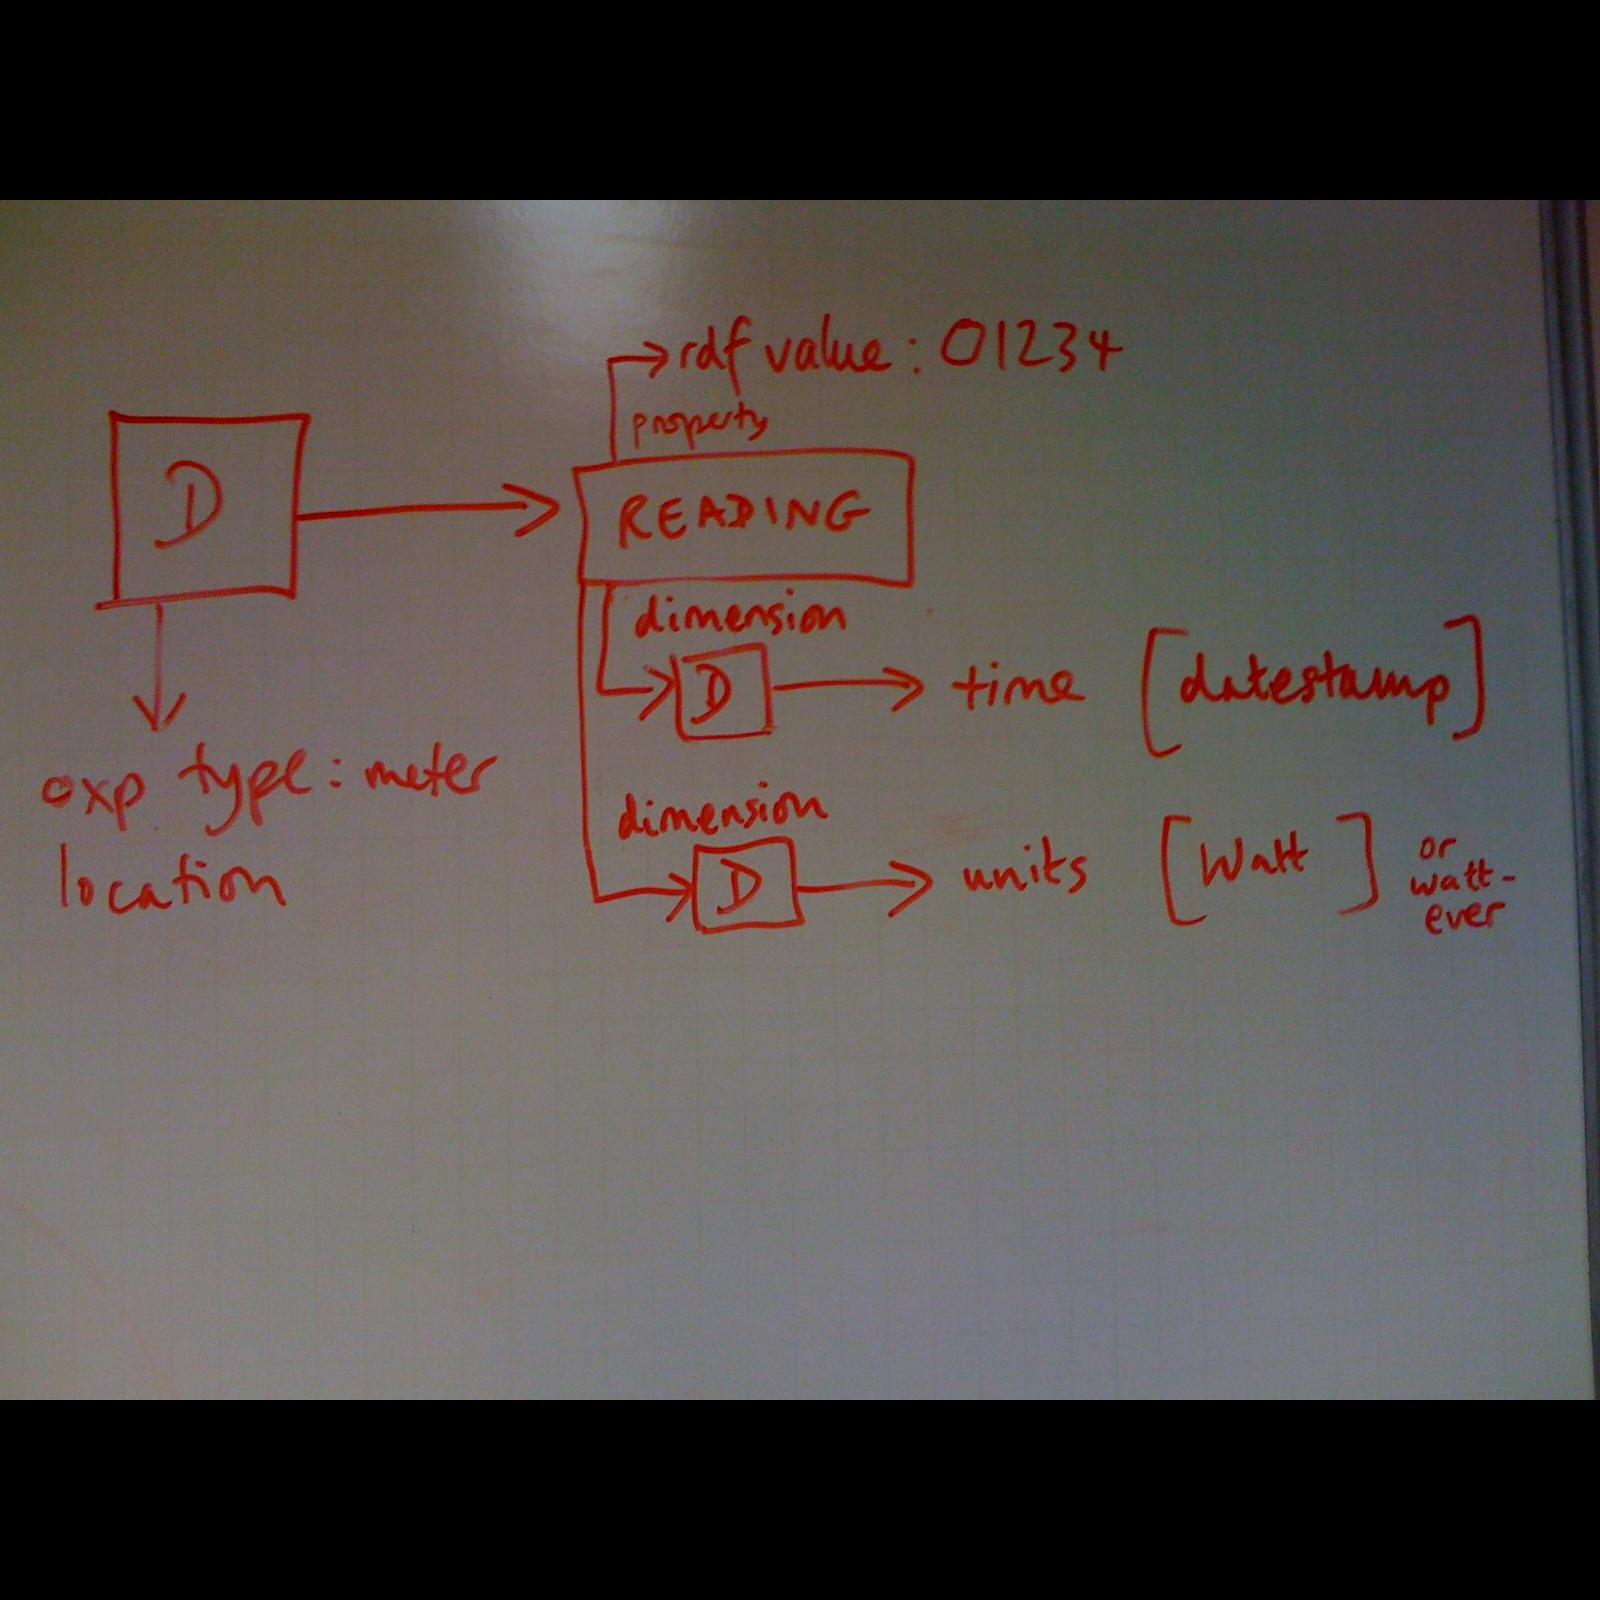 rdf value : 01234
property
D
READING
dimension
D
time [datestamp]
oxp type : meter
location
dimension
D
units [Watt] or
watt-
ever